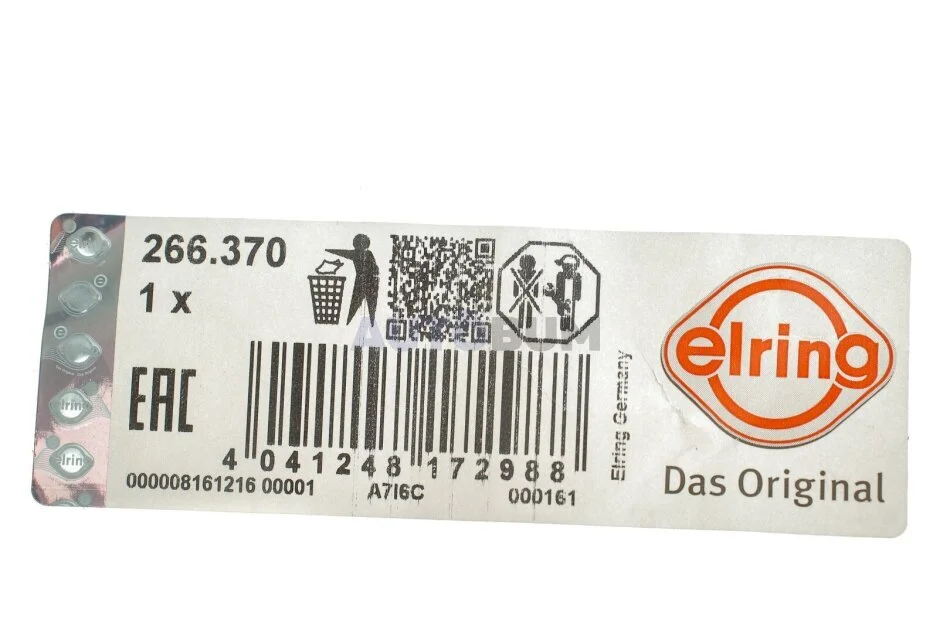 266.370
1 x
EAC
4 041248 172988
000008161216 00001 A7I6C 000161
Elring Germany
elring
Das Original